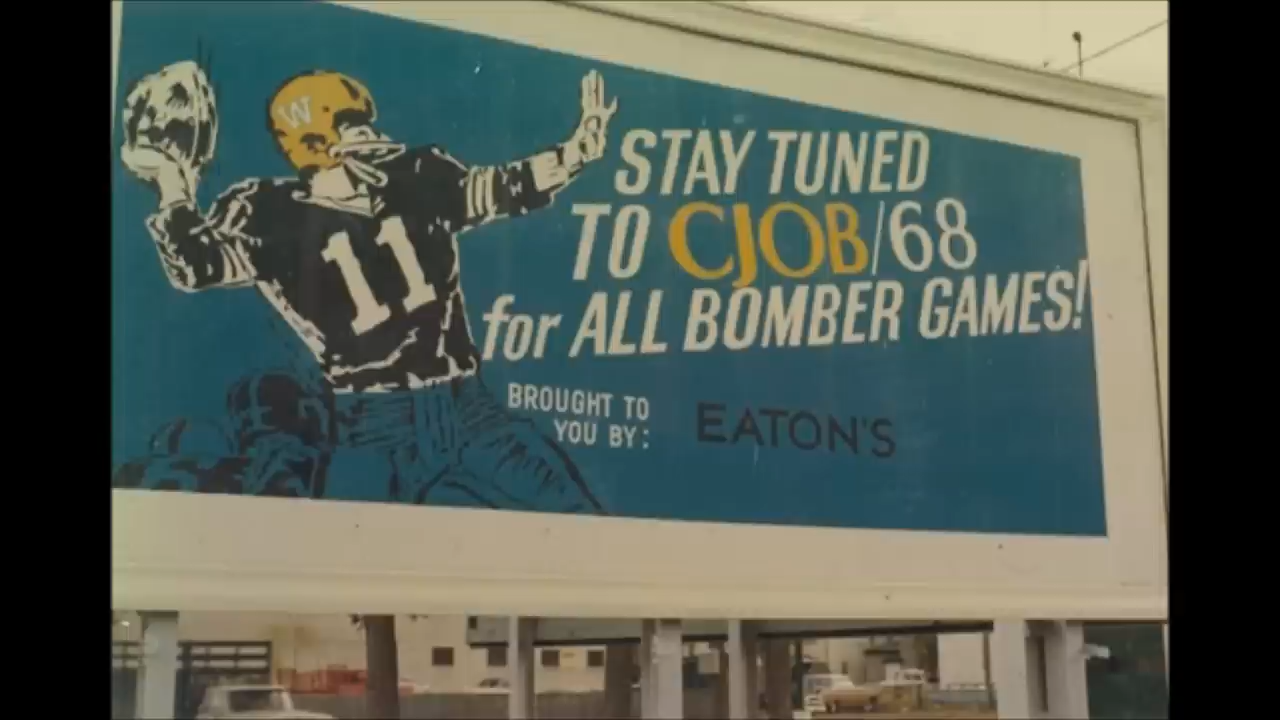 W
11
STAY TUNED
TO CJOB/68
for ALL BOMBER GAMES!
BROUGHT TO
YOU BY:
EATON'S